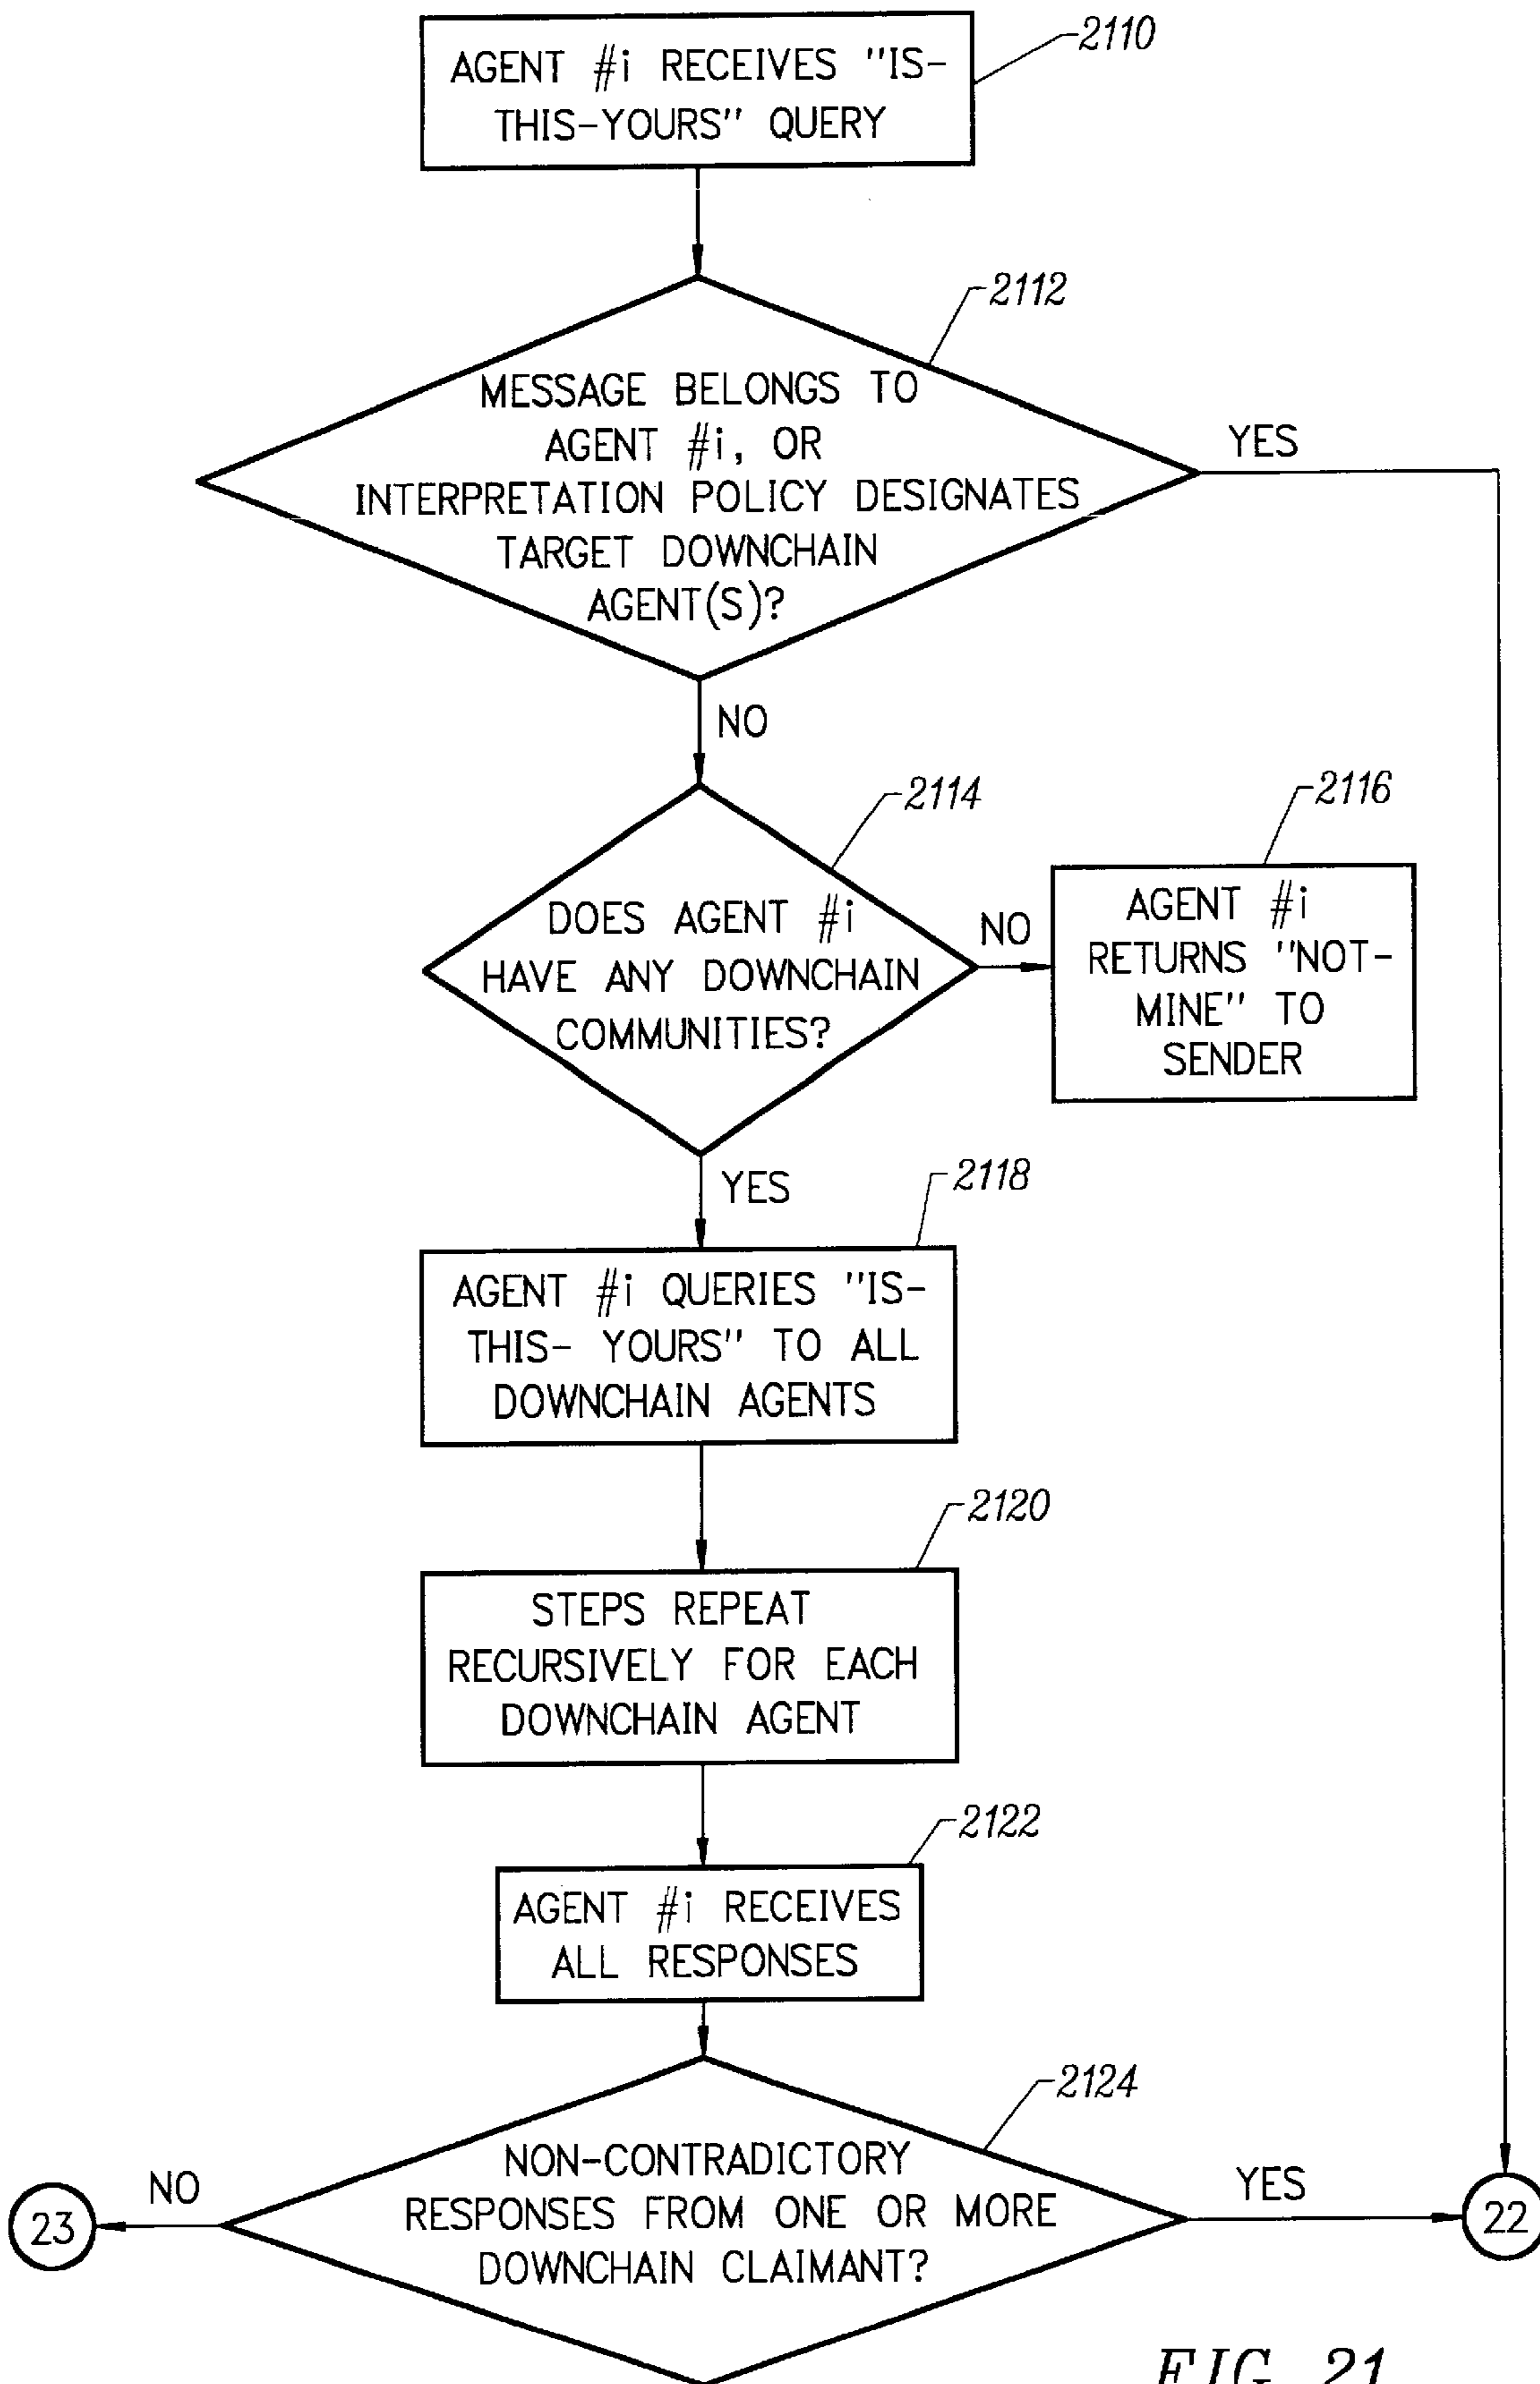 2110
AGENT #i RECEIVES "IS-
THIS-YOURS" QUERY
2112
MESSAGE BELONGS TO
AGENT #i, OR
INTERPRETATION POLICY DESIGNATES
TARGET DOWNCHAIN
AGENT(S)?
YES
NO
2114
DOES AGENT #i
HAVE ANY DOWNCHAIN
COMMUNITIES?
NO
2116
AGENT #i
RETURNS "NOT-
MINE" TO
SENDER
YES
2118
AGENT #i QUERIES "IS-
THIS- YOURS" TO ALL
DOWNCHAIN AGENTS
2120
STEPS REPEAT
RECURSIVELY FOR EACH
DOWNCHAIN AGENT
2122
AGENT #i RECEIVES
ALL RESPONSES
2124
NON-CONTRADICTORY
RESPONSES FROM ONE OR MORE
DOWNCHAIN CLAIMANT?
NO
23
YES
22
FIG. 21